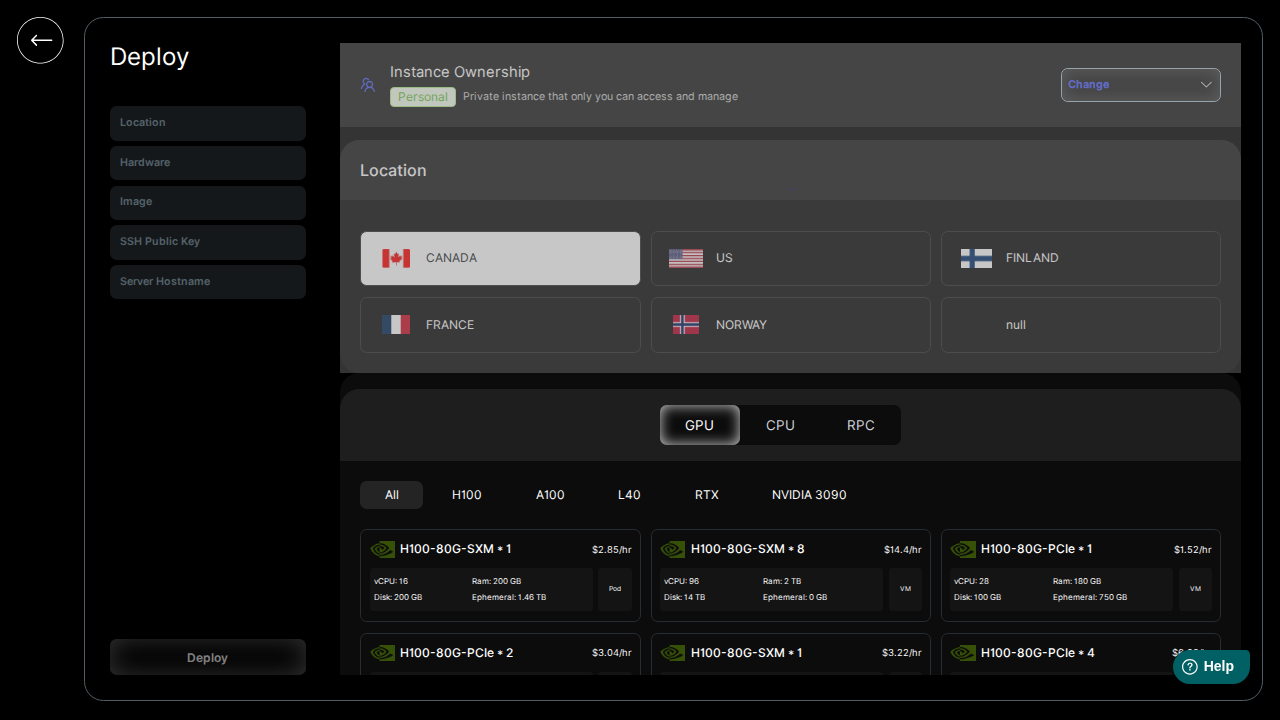 Deploy
Location
Hardware
Image
SSH Public Key
Server Hostname
Deploy
Instance Ownership
Personal Private instance that only you can access and manage
Change
Location
CANADA
US
FINLAND
FRANCE
NORWAY
null
GPU CPU RPC
All H100 A100 L40 RTX NVIDIA 3090
H100-80G-SXM * 1 $2.85/hr
vCPU: 16 Ram: 200 GB
Disk: 200 GB Ephemeral: 1.46 TB
Pod
H100-80G-SXM * 8 $14.4/hr
vCPU: 96 Ram: 2 TB
Disk: 14 TB Ephemeral: 0 GB
VM
H100-80G-PCIe * 1 $1.52/hr
vCPU: 28 Ram: 180 GB
Disk: 100 GB Ephemeral: 750 GB
VM
H100-80G-PCIe * 2 $3.04/hr
H100-80G-SXM * 1 $3.22/hr
H100-80G-PCIe * 4
Help